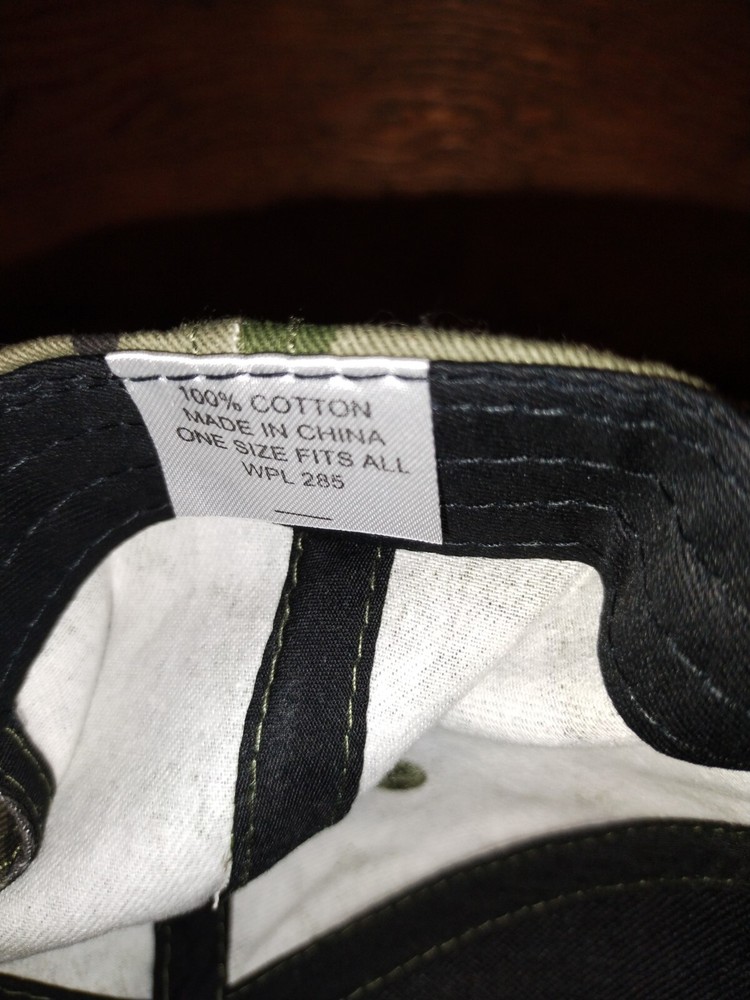 100% COTTON
MADE IN CHINA
ONE SIZE FITS ALL
WPL 285